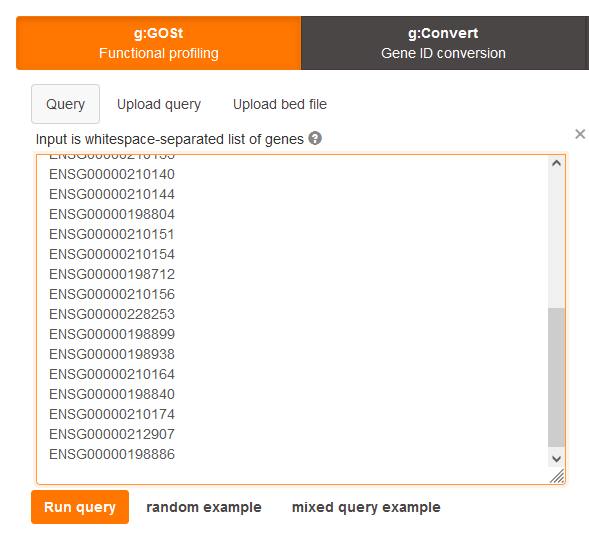 g:GOSt
Functional profiling
g:Convert
Gene ID conversion
Query
Upload query
Upload bed file
Input is whitespace-separated list of genes
ENSG00000210140
ENSG00000210144
ENSG00000198804
ENSG00000210151
ENSG00000210154
ENSG00000198712
ENSG00000210156
ENSG00000228253
ENSG00000198899
ENSG00000198938
ENSG00000210164
ENSG00000198840
ENSG00000210174
ENSG00000212907
ENSG00000198886
Run query
random example
mixed query example